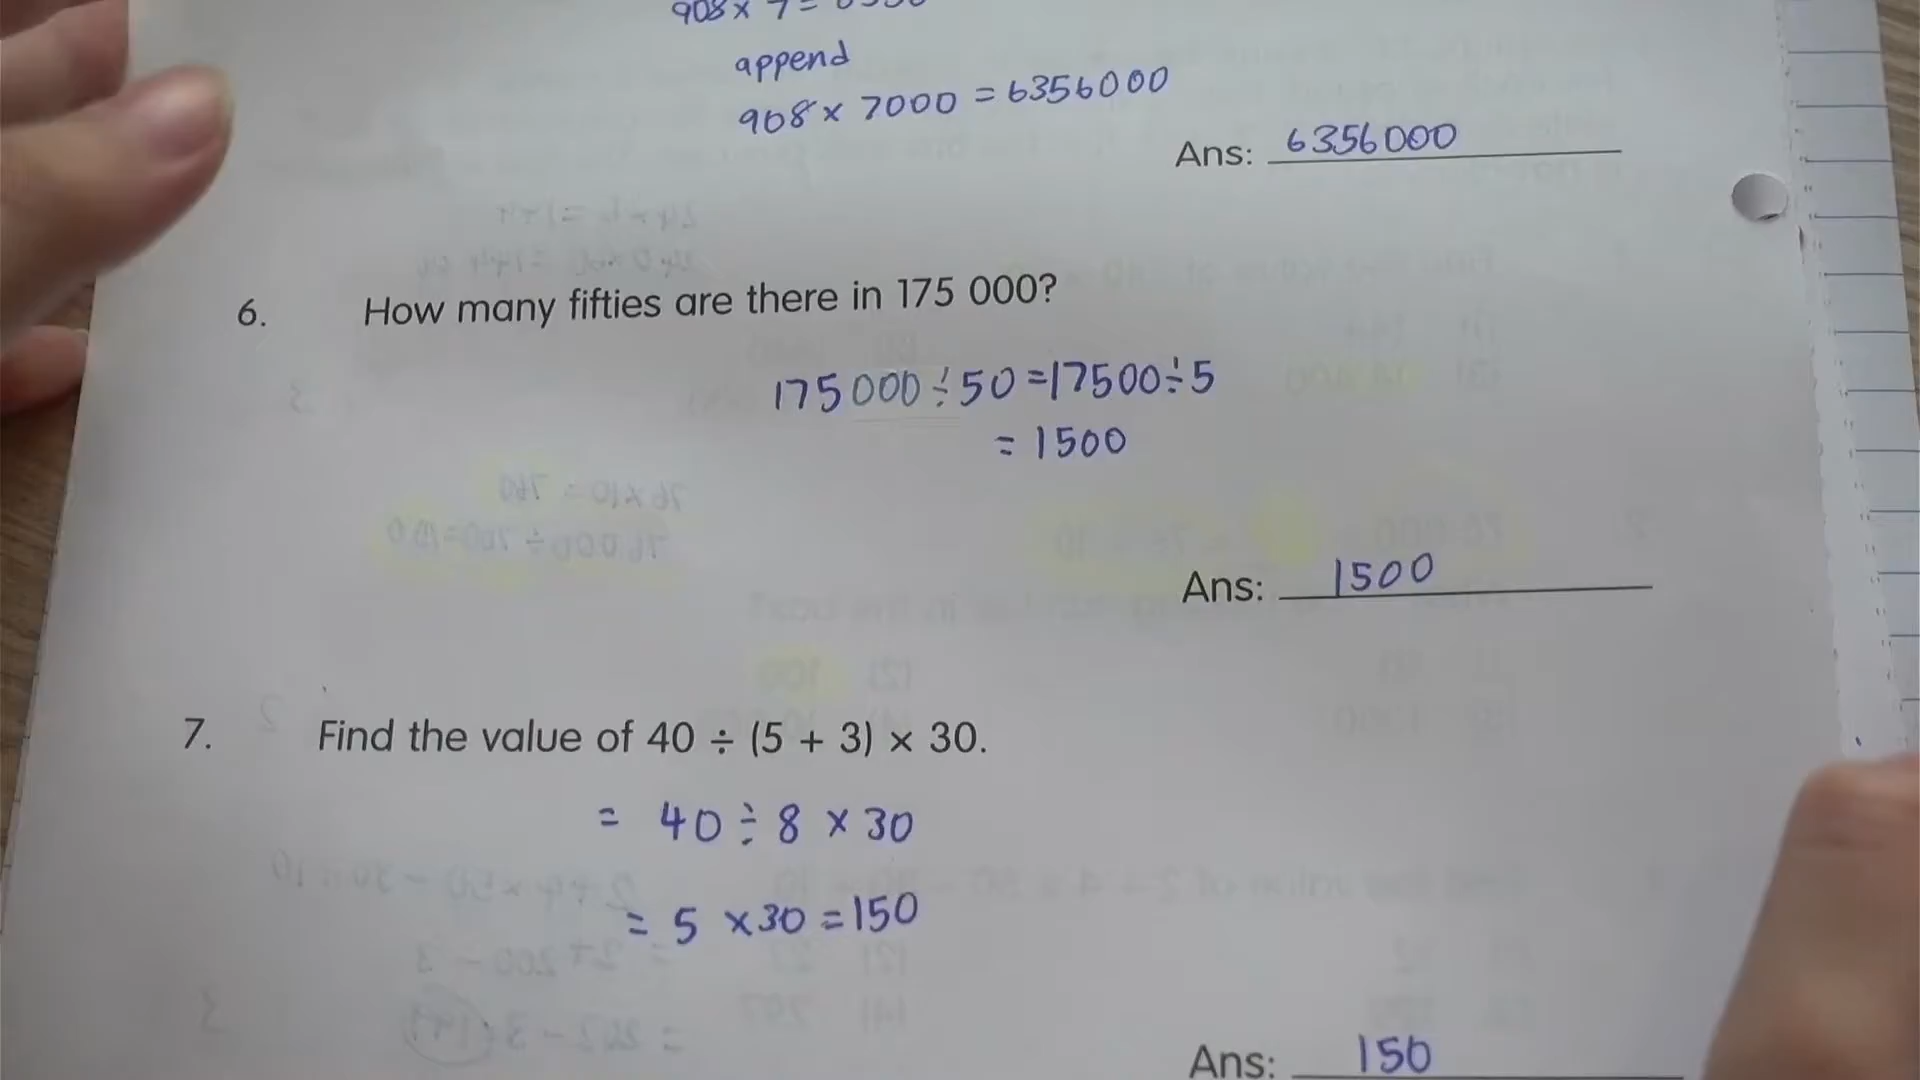 908 × 7 =
append
908 × 7000 = 6356000
Ans: 6356000
6. How many fifties are there in 175 000?
175000 ÷ 50 = 17500 ÷ 5
= 1500
Ans: 1500
7. Find the value of 40 ÷ (5 + 3) × 30.
= 40 ÷ 8 × 30
= 5 × 30 = 150
Ans: 150